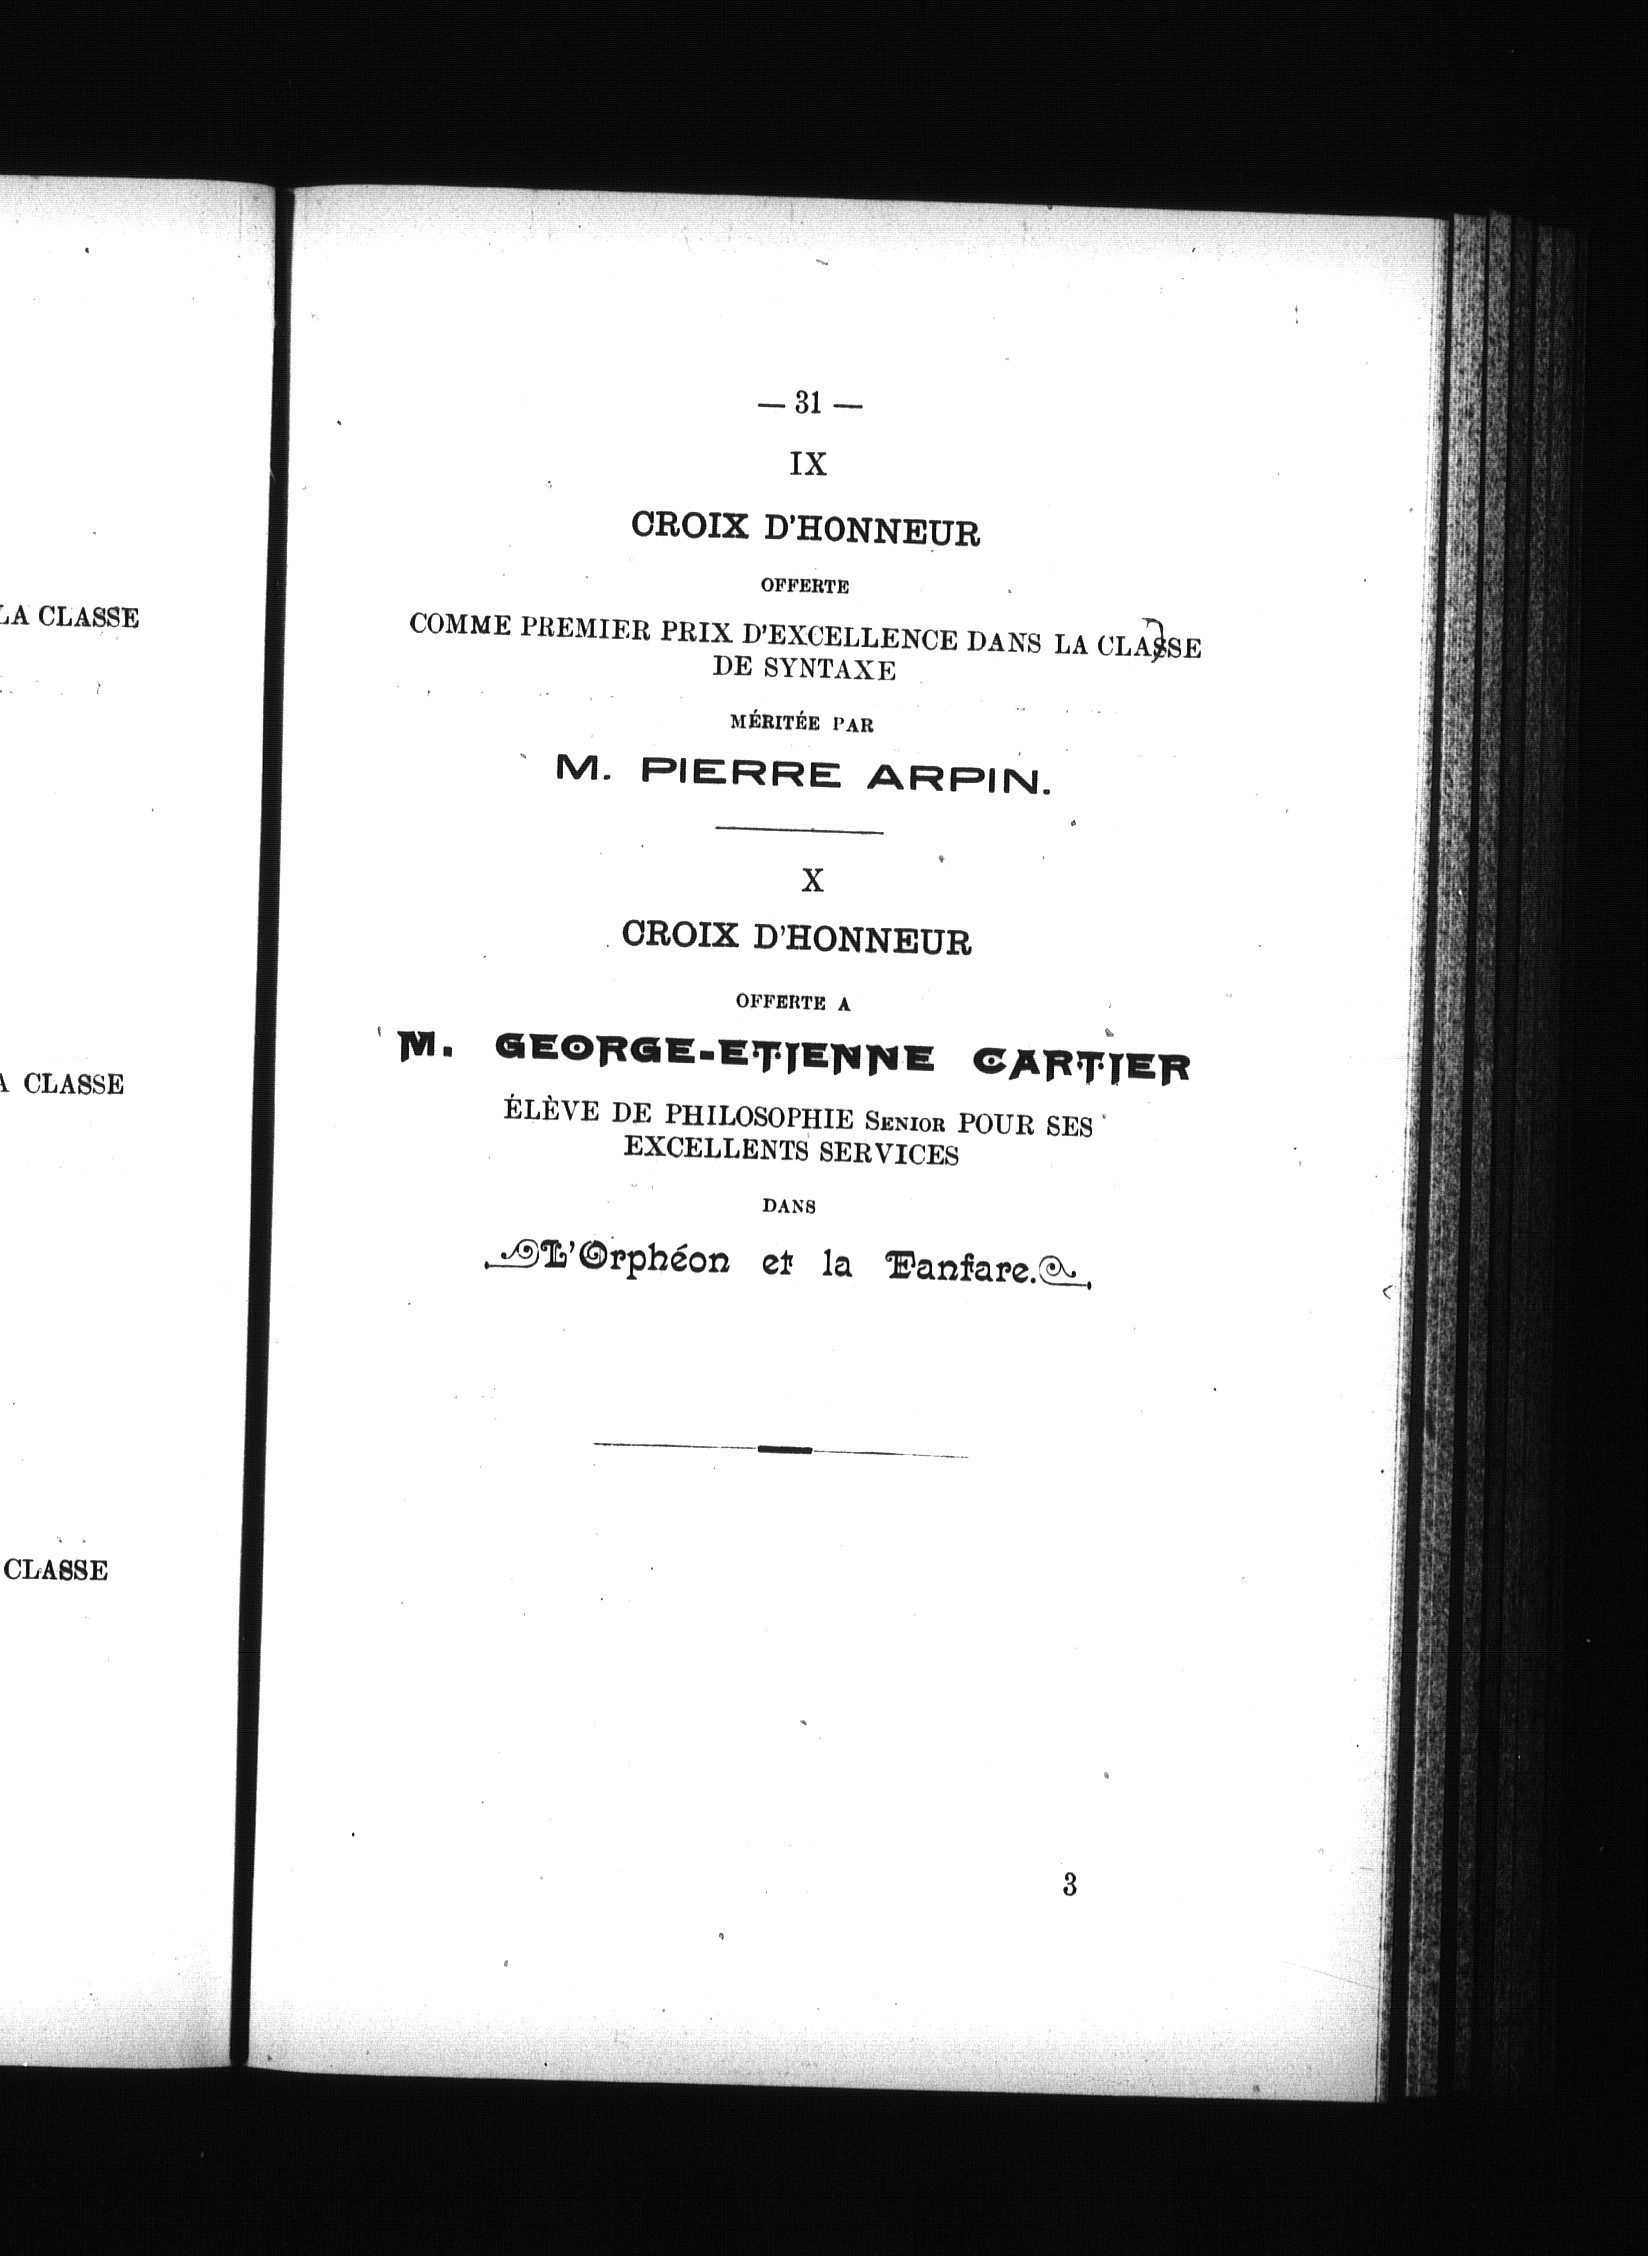 LA CLASSE
CLASSE
CLASSE
— 31 —
IX
CROIX D'HONNEUR
OFFERTE
COMME PREMIER PRIX D'EXCELLENCE DANS LA CLASSE
DE SYNTAXE
MÉRITÉE PAR
M. PIERRE ARPIN.
X
CROIX D'HONNEUR
OFFERTE A
M. GEORGE-ETIENNE CARTIER
ÉLÈVE DE PHILOSOPHIE SENIOR POUR SES
EXCELLENTS SERVICES
DANS
L'Orphéon et la Fanfare.
3